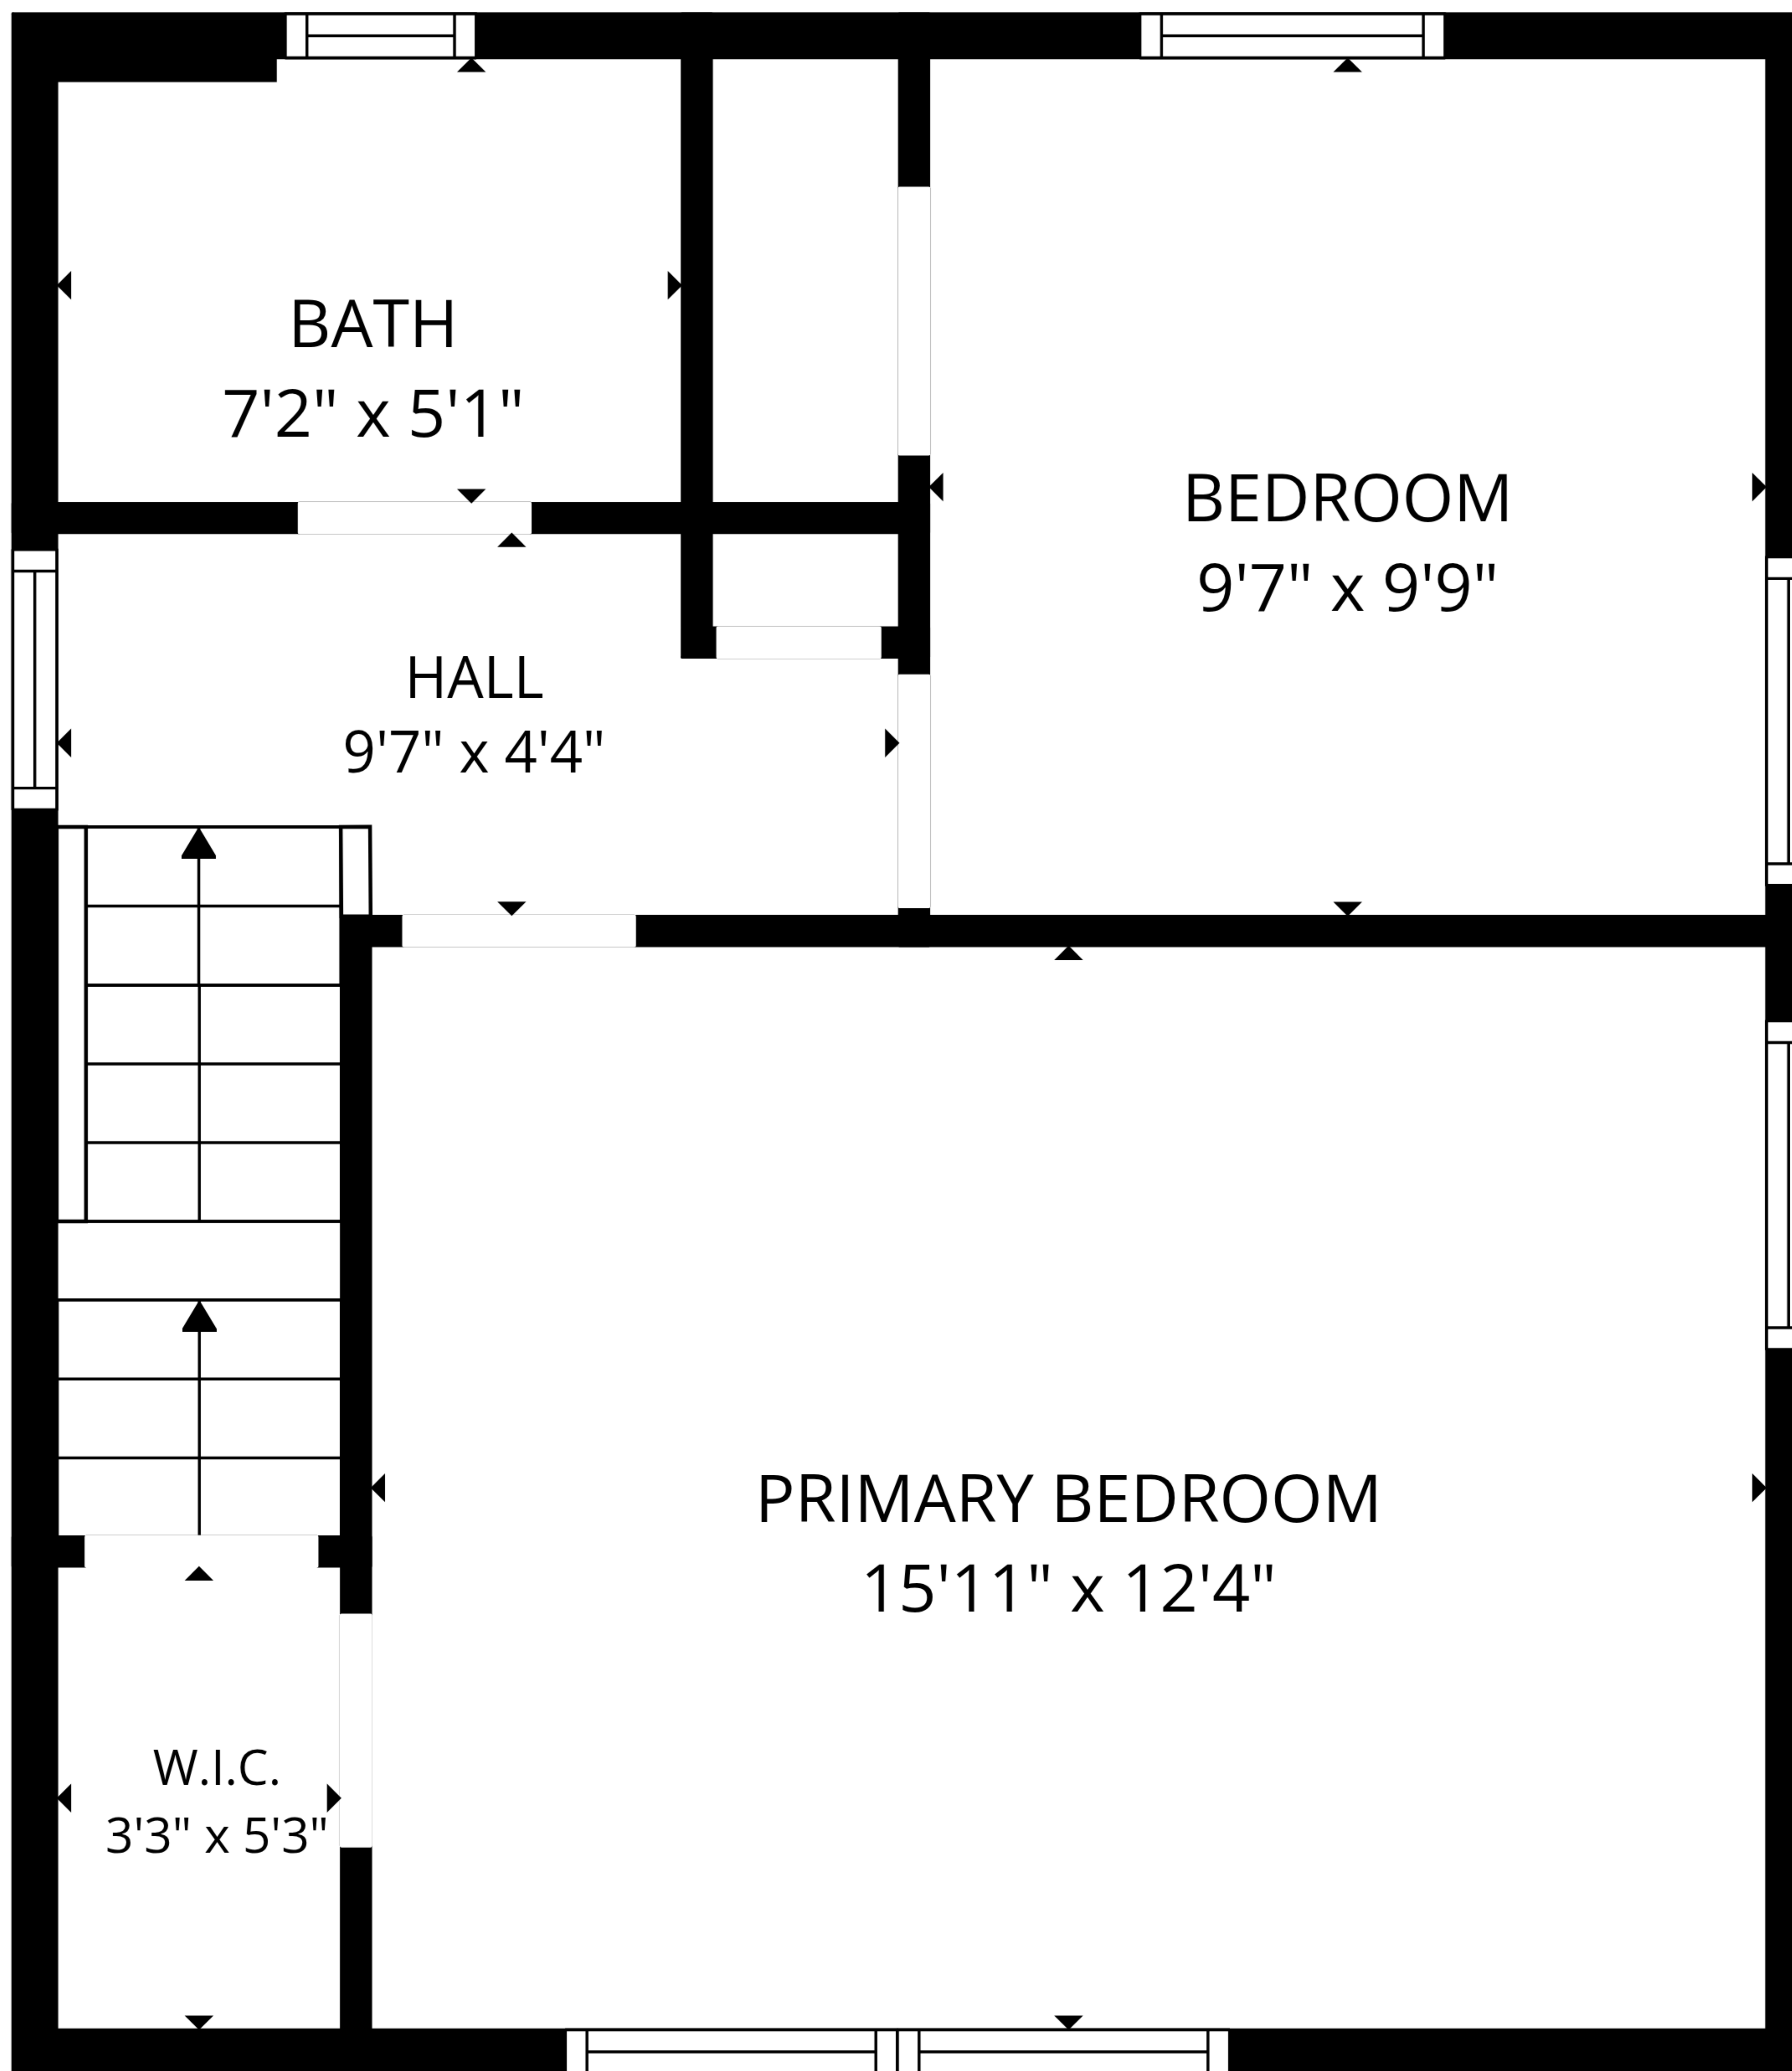 BATH
7'2" x 5'1"
BEDROOM
9'7" x 9'9"
HALL
9'7" x 4'4"
PRIMARY BEDROOM
15'11" x 12'4"
W.I.C.
3'3" x 5'3"